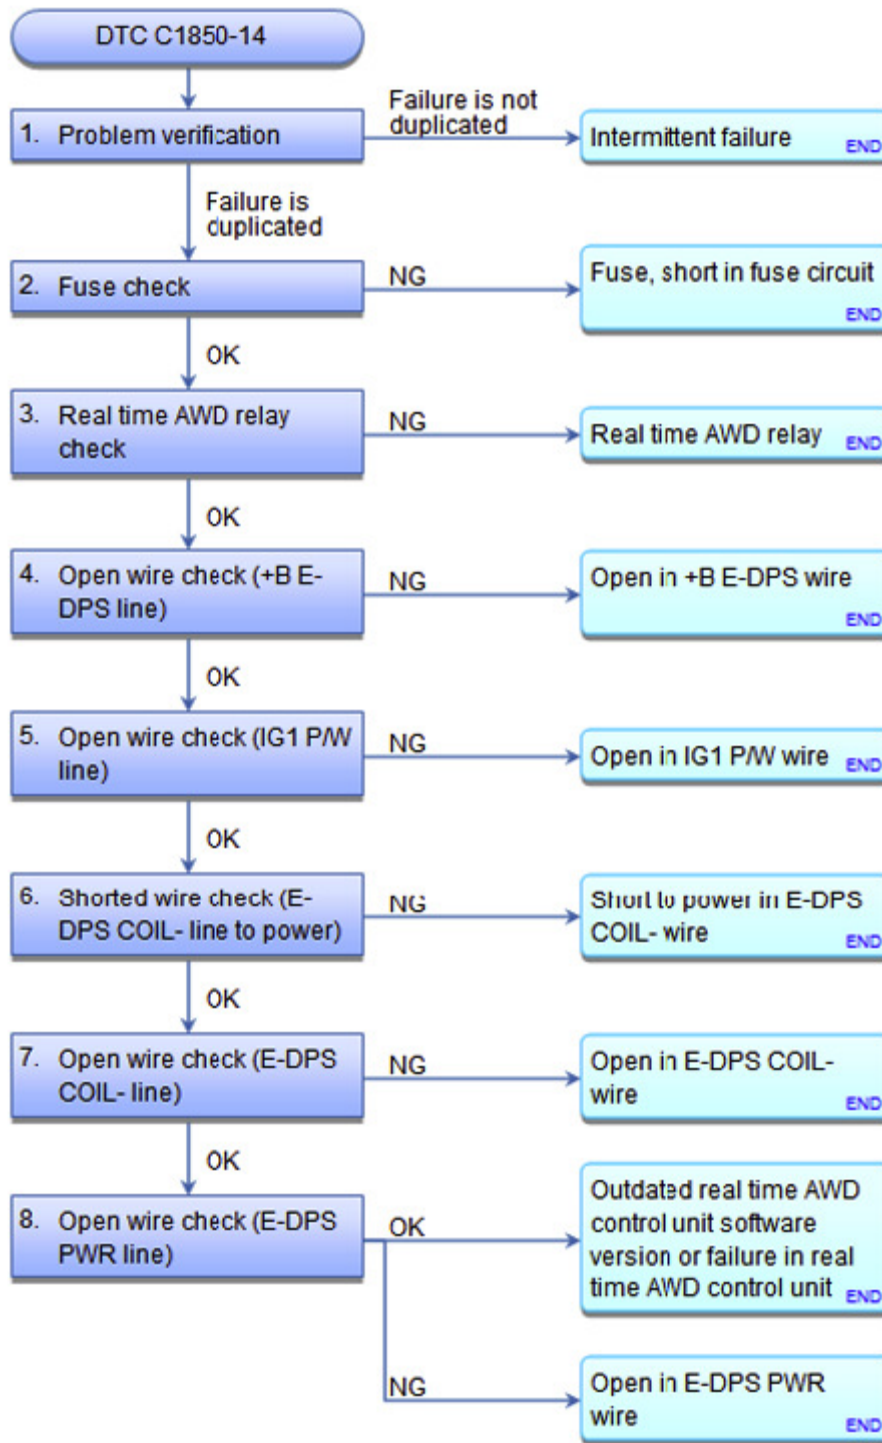 DTC C1850-14
1. Problem verification
Failure is not
duplicated
Intermittent failure
END
Failure is
duplicated
2. Fuse check
NG
Fuse, short in fuse circuit
END
OK
3. Real time AWD relay
check
NG
Real time AWD relay
END
OK
4. Open wire check (+B E-
DPS line)
NG
Open in +B E-DPS wire
END
OK
5. Open wire check (IG1 P/W
line)
NG
Open in IG1 P/W wire
END
OK
6. Shorted wire check (E-
DPS COIL- line to power)
NG
Short to power in E-DPS
COIL- wire
END
OK
7. Open wire check (E-DPS
COIL- line)
NG
Open in E-DPS COIL-
wire
END
OK
8. Open wire check (E-DPS
PWR line)
OK
Outdated real time AWD
control unit software
version or failure in real
time AWD control unit
END
NG
Open in E-DPS PWR
wire
END